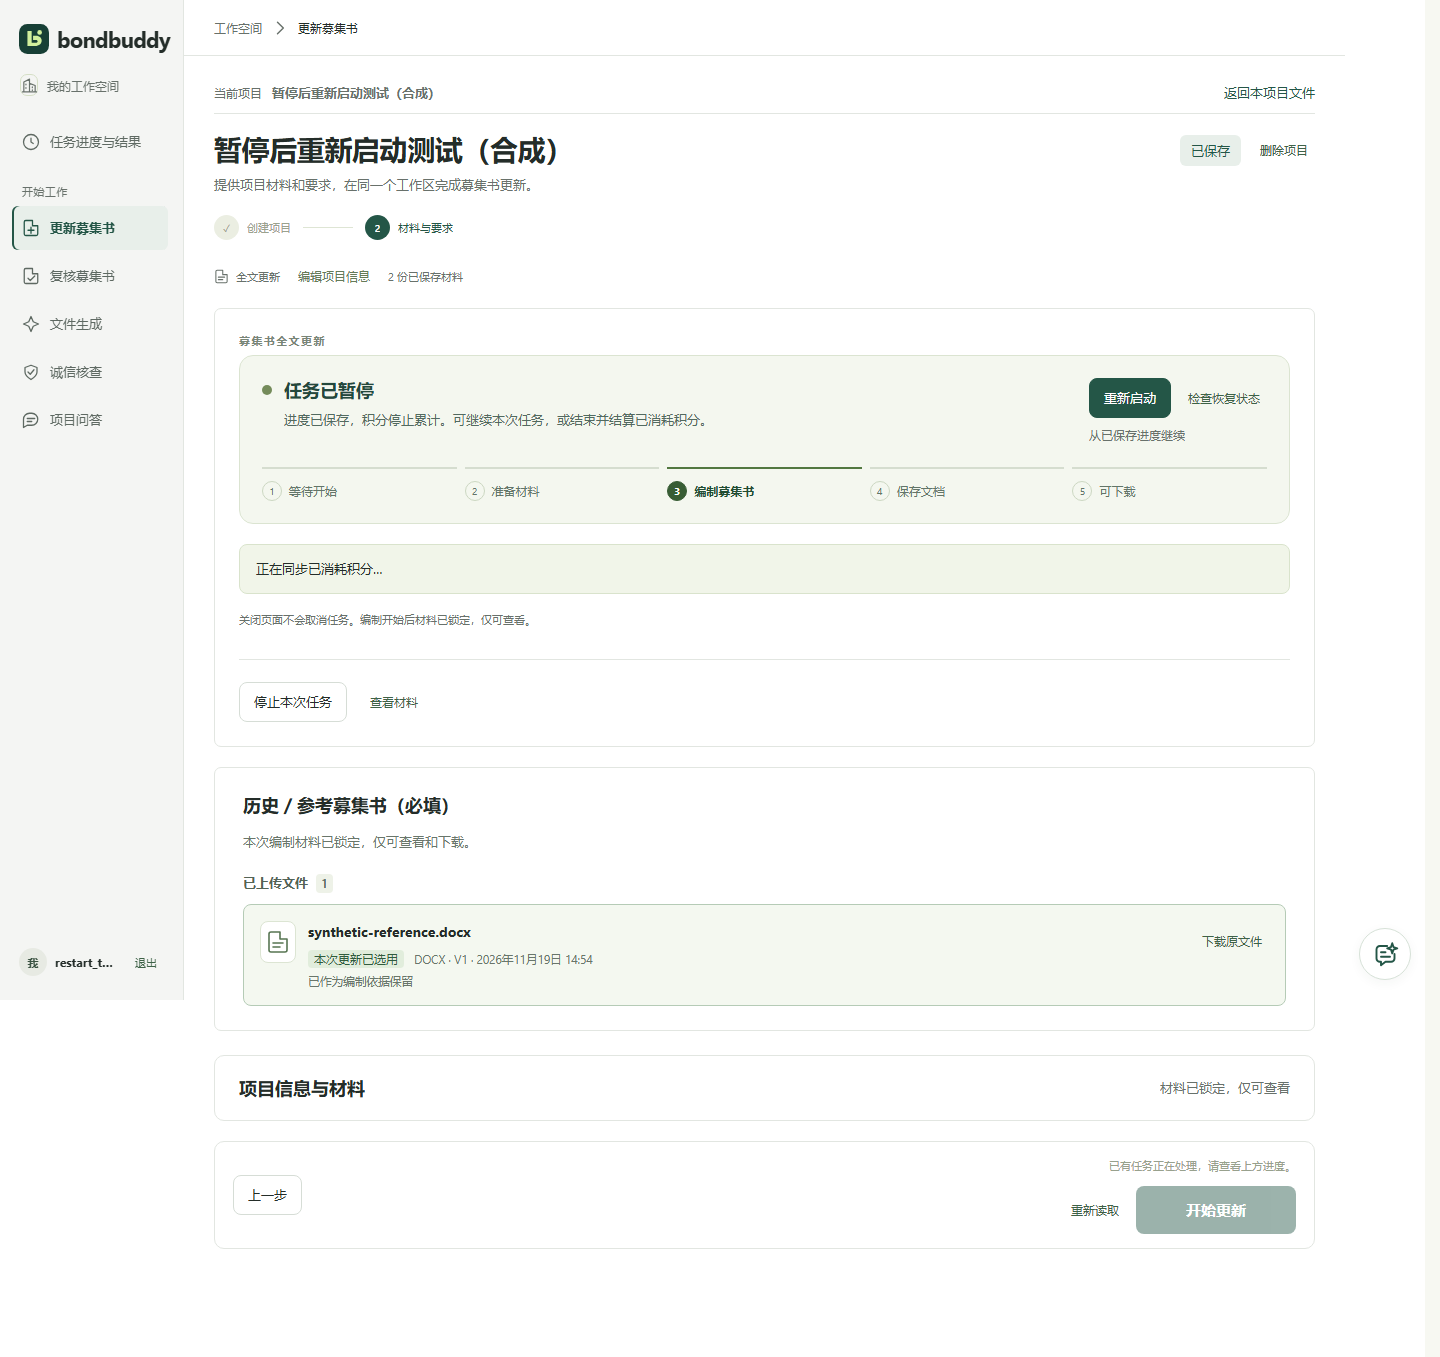 bondbuddy
我的工作空间
任务进度与结果
开始工作
更新募集书
复核募集书
文件生成
诚信核查
项目问答
我 restart_t... 退出
工作空间 > 更新募集书
当前项目 暂停后重新启动测试（合成） 返回本项目文件
暂停后重新启动测试（合成） 已保存 删除项目
提供项目材料和要求，在同一个工作区完成募集书更新。
✓ 创建项目 2 材料与要求
全文更新 编辑项目信息 2 份已保存材料
募集书全文更新
任务已暂停 重新启动 检查恢复状态
进度已保存，积分停止累计。可继续本次任务，或结束并结算已消耗积分。
从已保存进度继续
1 等待开始 2 准备材料 3 编制募集书 4 保存文档 5 可下载
正在同步已消耗积分...
关闭页面不会取消任务。编制开始后材料已锁定，仅可查看。
停止本次任务 查看材料
历史 / 参考募集书（必填）
本次编制材料已锁定，仅可查看和下载。
已上传文件 1
synthetic-reference.docx 下载原文件
本次更新已选用 DOCX · V1 · 2026年11月19日 14:54
已作为编制依据保留
项目信息与材料 材料已锁定，仅可查看
已有任务正在处理，请查看上方进度。
上一步 重新读取 开始更新